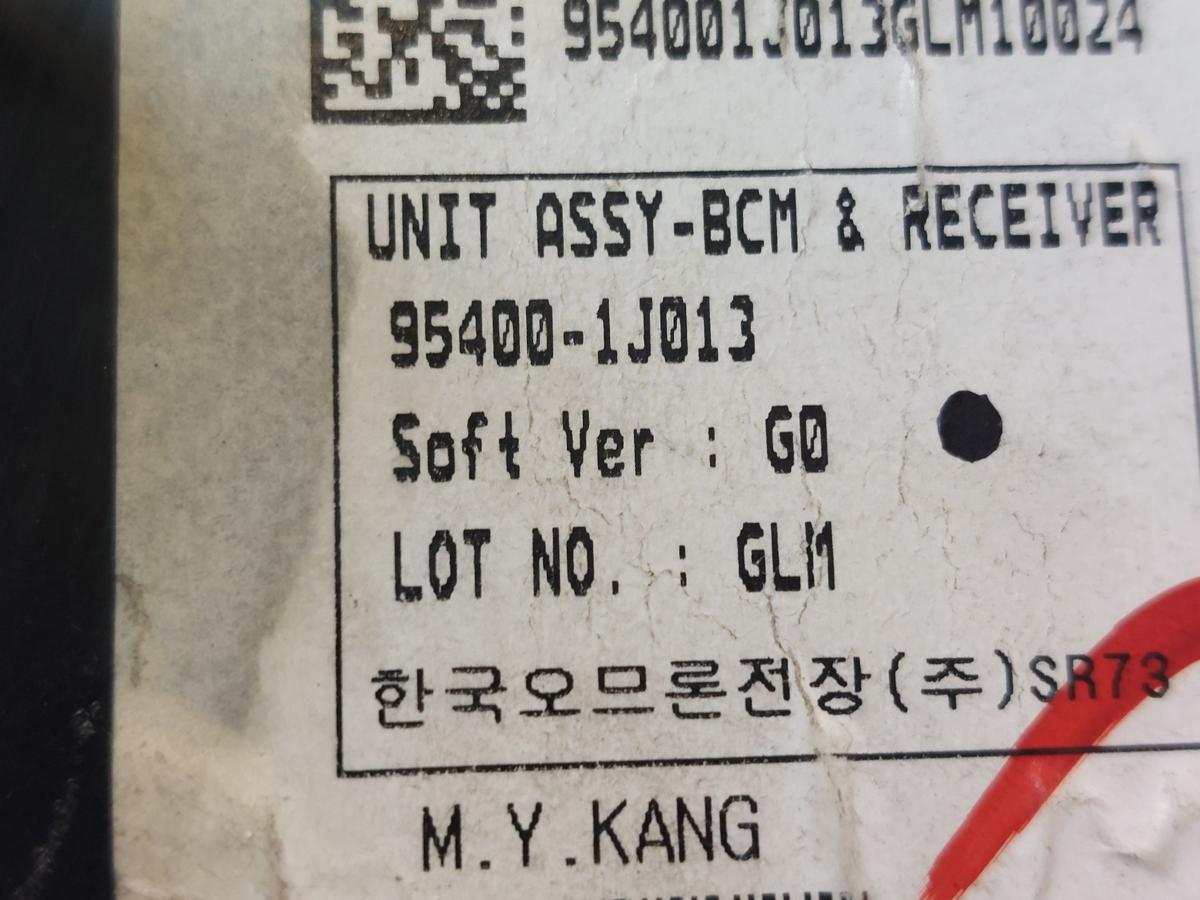 954001J013GLM10024
UNIT ASSY-BCM & RECEIVER
95400-1J013
Soft Ver : G0
LOT NO. : GLM
한국오므론전장(주)SR73
M.Y.KANG